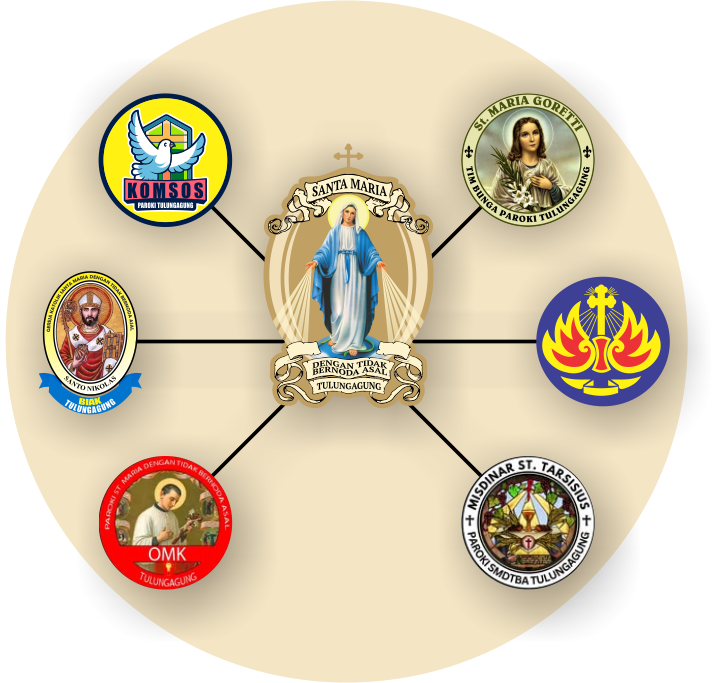 KOMSOS
PAROKI TULUNGAGUNG
St. MARIA GORETTI
TIM BUNGA PAROKI TULUNGAGUNG
SANTA MARIA
DENGAN TIDAK
BERNODA ASAL
TULUNGAGUNG
GEREJA KATOLIK SANTA MARIA DENGAN TIDAK BERNODA ASAL
SANTO NIKOLAS
BIAK
TULUNGAGUNG
PAROKI ST. MARIA DENGAN TIDAK BERNODA ASAL
OMK
TULUNGAGUNG
MISDINAR ST. TARSISIUS
PAROKI SMDTBA TULUNGAGUNG